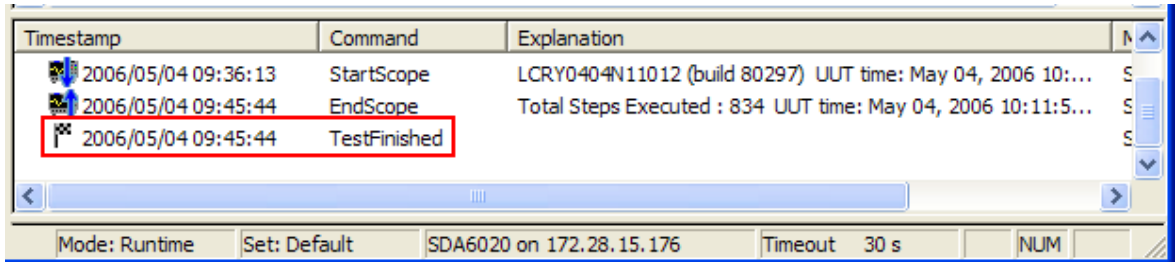 Timestamp Command Explanation
2006/05/04 09:36:13 StartScope LCRY0404N11012 (build 80297) UUT time: May 04, 2006 10:...
2006/05/04 09:45:44 EndScope Total Steps Executed : 834 UUT time: May 04, 2006 10:11:5...
2006/05/04 09:45:44 TestFinished
Mode: Runtime Set: Default SDA6020 on 172.28.15.176 Timeout 30 s NUM